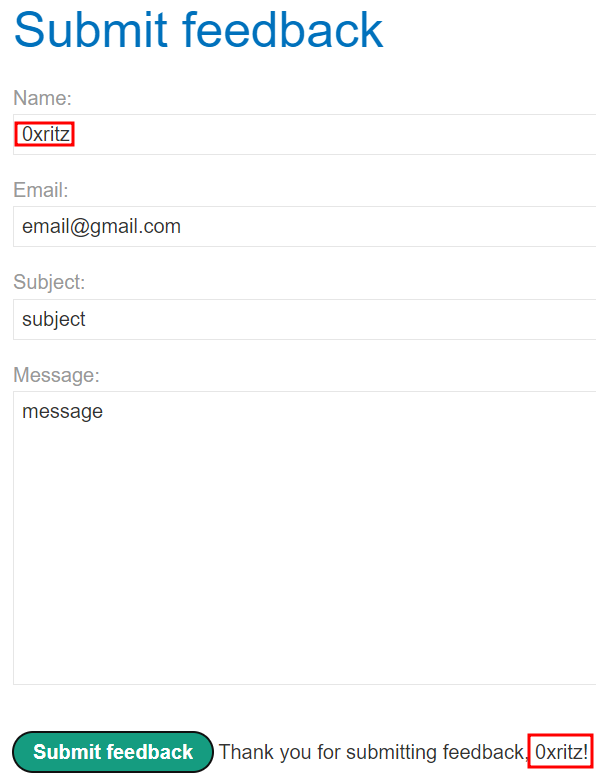 Submit feedback
Name:
0xritz
Email:
email@gmail.com
Subject:
subject
Message:
message
Submit feedback Thank you for submitting feedback, 0xritz!